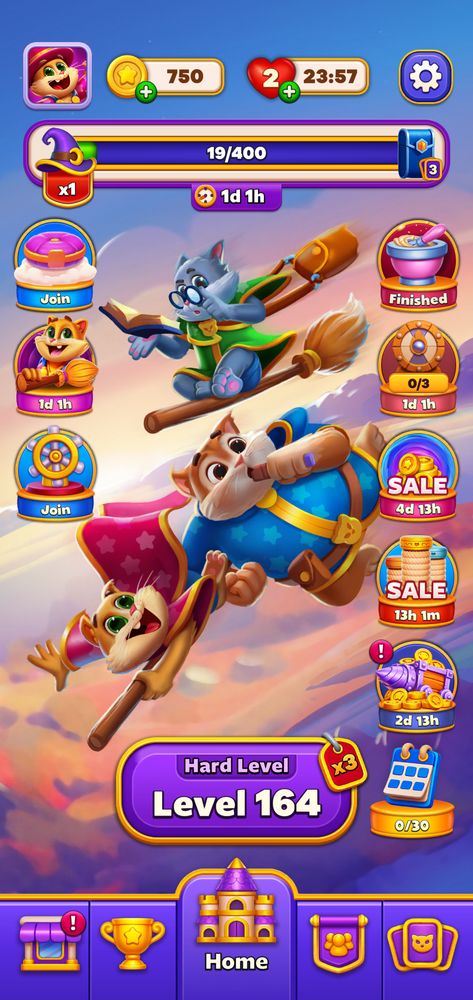 750
2
23:57
19/400
x1
3
1d 1h
Join
Finished
1d 1h
0/3
1d 1h
Join
SALE
4d 13h
SALE
13h 1m
!
2d 13h
Hard Level
x3
Level 164
0/30
!
Home